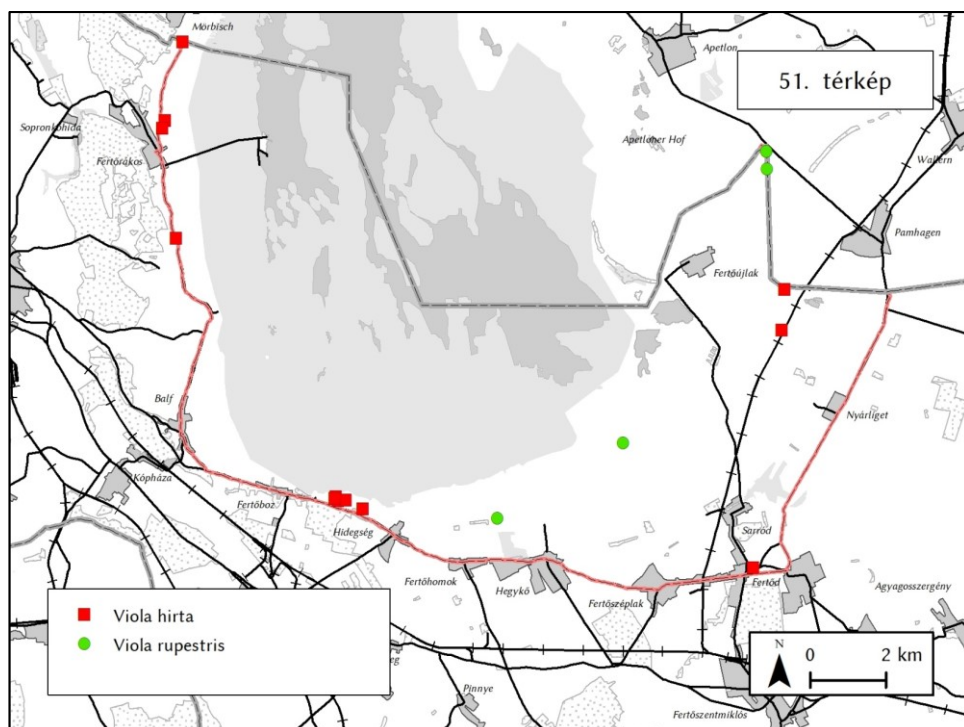 Mörbisch
Apetlon
51. térkép
Sopronkőhida
Fertőrákos
Apetloner Hof
Wallern
Pamhagen
Fertőújlak
Balf
Nyárliget
Kópháza
Fertőboz
Hidegség
Sarród
Fertőhomok
Hegykő
Fertőszéplak
Fertőd
Agyagosszergény
Viola hirta
Viola rupestris
N
0 2 km
eg
Pinnye
Fertőszentmiklós